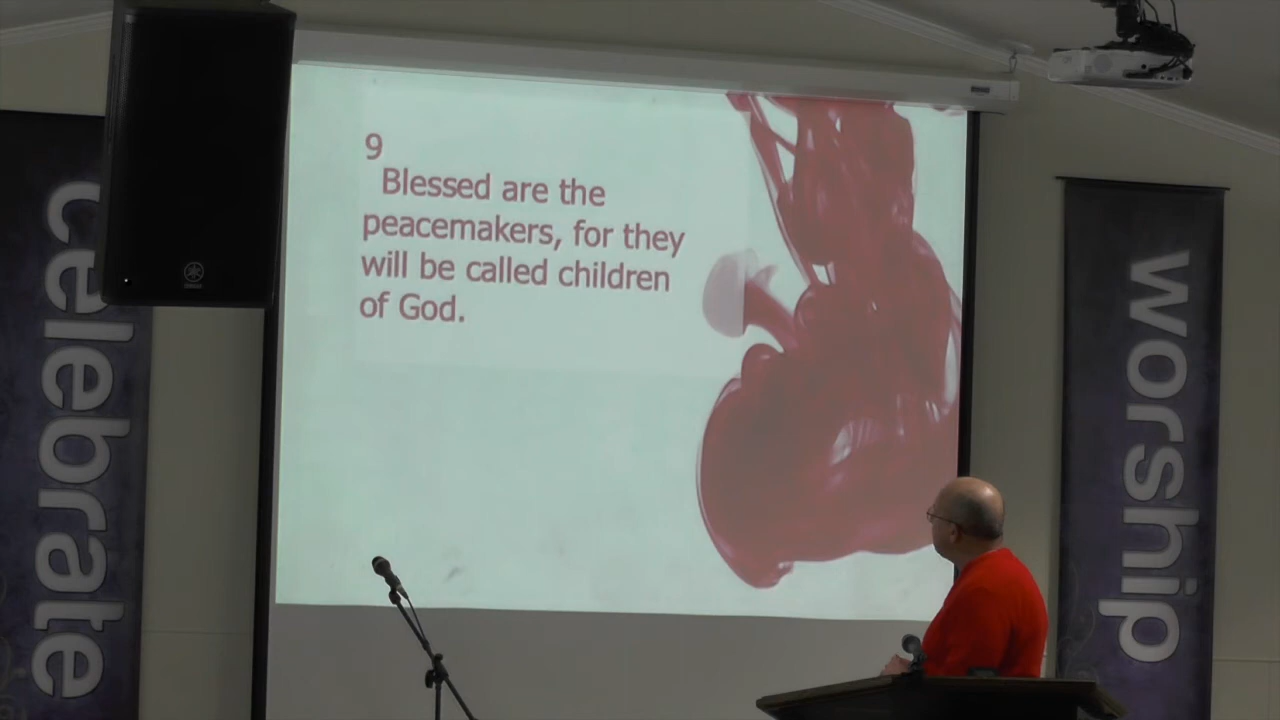 9
Blessed are the
peacemakers, for they
will be called children
of God.
celebrate
worship